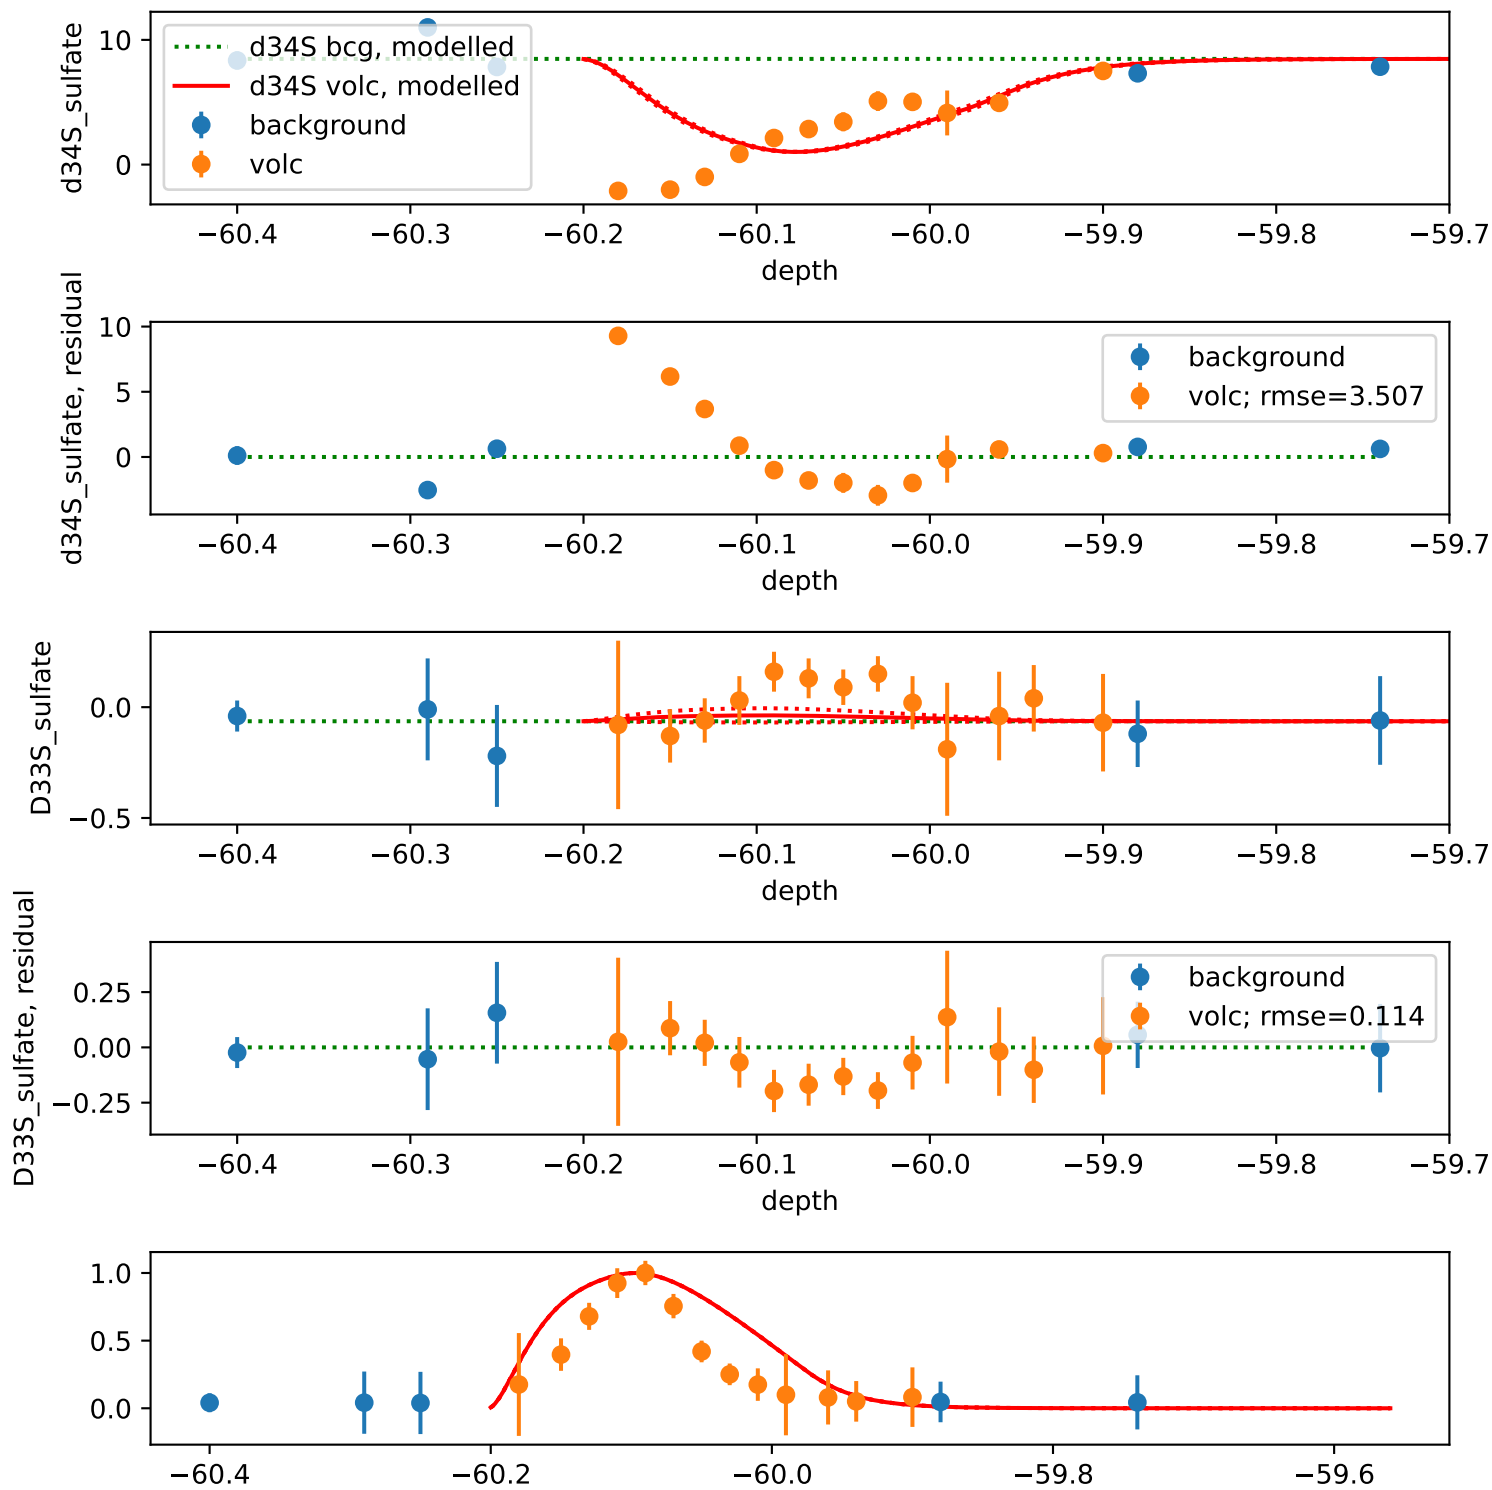 d34S_sulfate
10
0
d34S bcg, modelled
d34S volc, modelled
background
volc
−60.4 −60.3 −60.2 −60.1 −60.0 −59.9 −59.8 −59.7
depth
d34S_sulfate, residual
10
5
0
background
volc; rmse=3.507
−60.4 −60.3 −60.2 −60.1 −60.0 −59.9 −59.8 −59.7
depth
D33S_sulfate
0.0
−0.5
−60.4 −60.3 −60.2 −60.1 −60.0 −59.9 −59.8 −59.7
depth
D33S_sulfate, residual
0.25
0.00
−0.25
background
volc; rmse=0.114
−60.4 −60.3 −60.2 −60.1 −60.0 −59.9 −59.8 −59.7
depth
1.0
0.5
0.0
−60.4 −60.2 −60.0 −59.8 −59.6